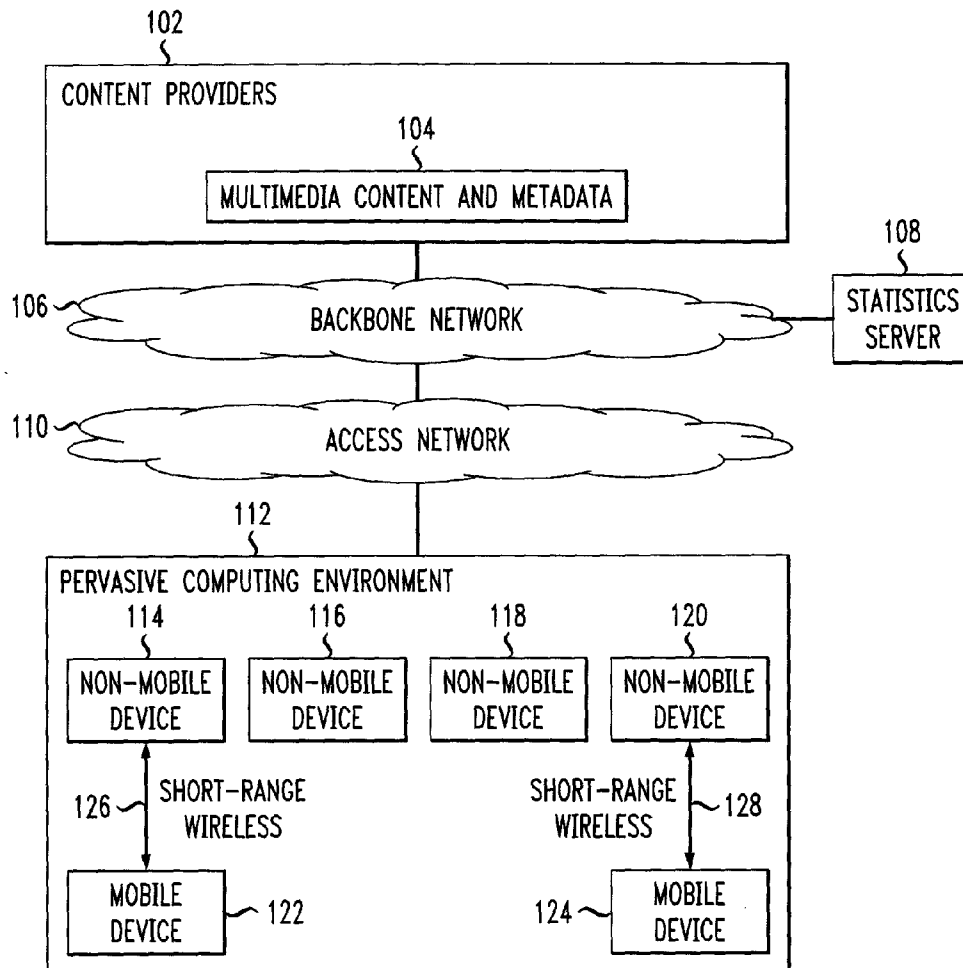 102
CONTENT PROVIDERS
104
MULTIMEDIA CONTENT AND METADATA
108
106
BACKBONE NETWORK
STATISTICS
SERVER
110
ACCESS NETWORK
112
PERVASIVE COMPUTING ENVIRONMENT
114
116
118
120
NON-MOBILE
DEVICE
NON-MOBILE
DEVICE
NON-MOBILE
DEVICE
NON-MOBILE
DEVICE
126
SHORT-RANGE
WIRELESS
SHORT-RANGE
WIRELESS
128
MOBILE
DEVICE
122
124
MOBILE
DEVICE